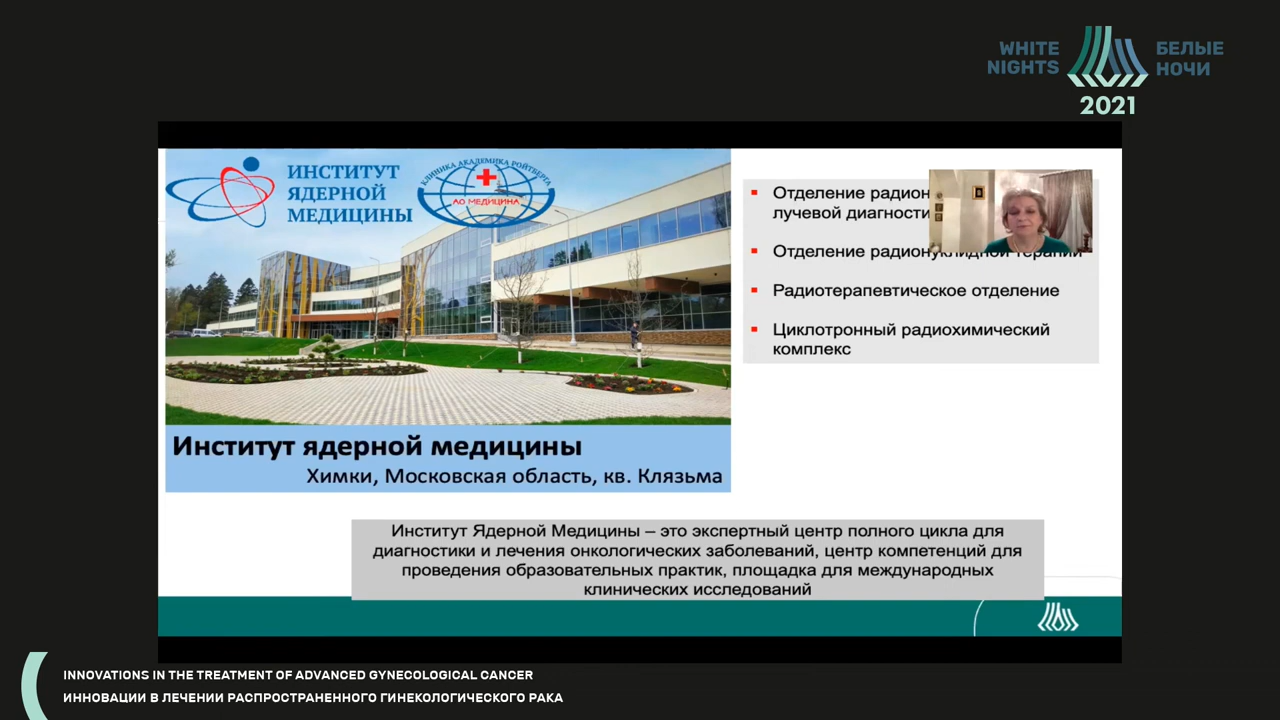 WHITE NIGHTS
БЕЛЫЕ НОЧИ
2021
ИНСТИТУТ
ЯДЕРНОЙ
МЕДИЦИНЫ
КЛИНИКА АКАДЕМИКА РОЙТБЕРГА
АО МЕДИЦИНА
Отделение
лучевой
Отделение радионуклидной терапии
Радиотерапевтическое отделение
Циклотронный радиохимический
комплекс
Институт ядерной медицины
Химки, Московская область, кв. Клязьма
Институт Ядерной Медицины – это экспертный центр полного цикла для
диагностики и лечения онкологических заболеваний, центр компетенций для
проведения образовательных практик, площадка для международных
клинических исследований
INNOVATIONS IN THE TREATMENT OF ADVANCED GYNECOLOGICAL CANCER
ИННОВАЦИИ В ЛЕЧЕНИИ РАСПРОСТРАНЕННОГО ГИНЕКОЛОГИЧЕСКОГО РАКА